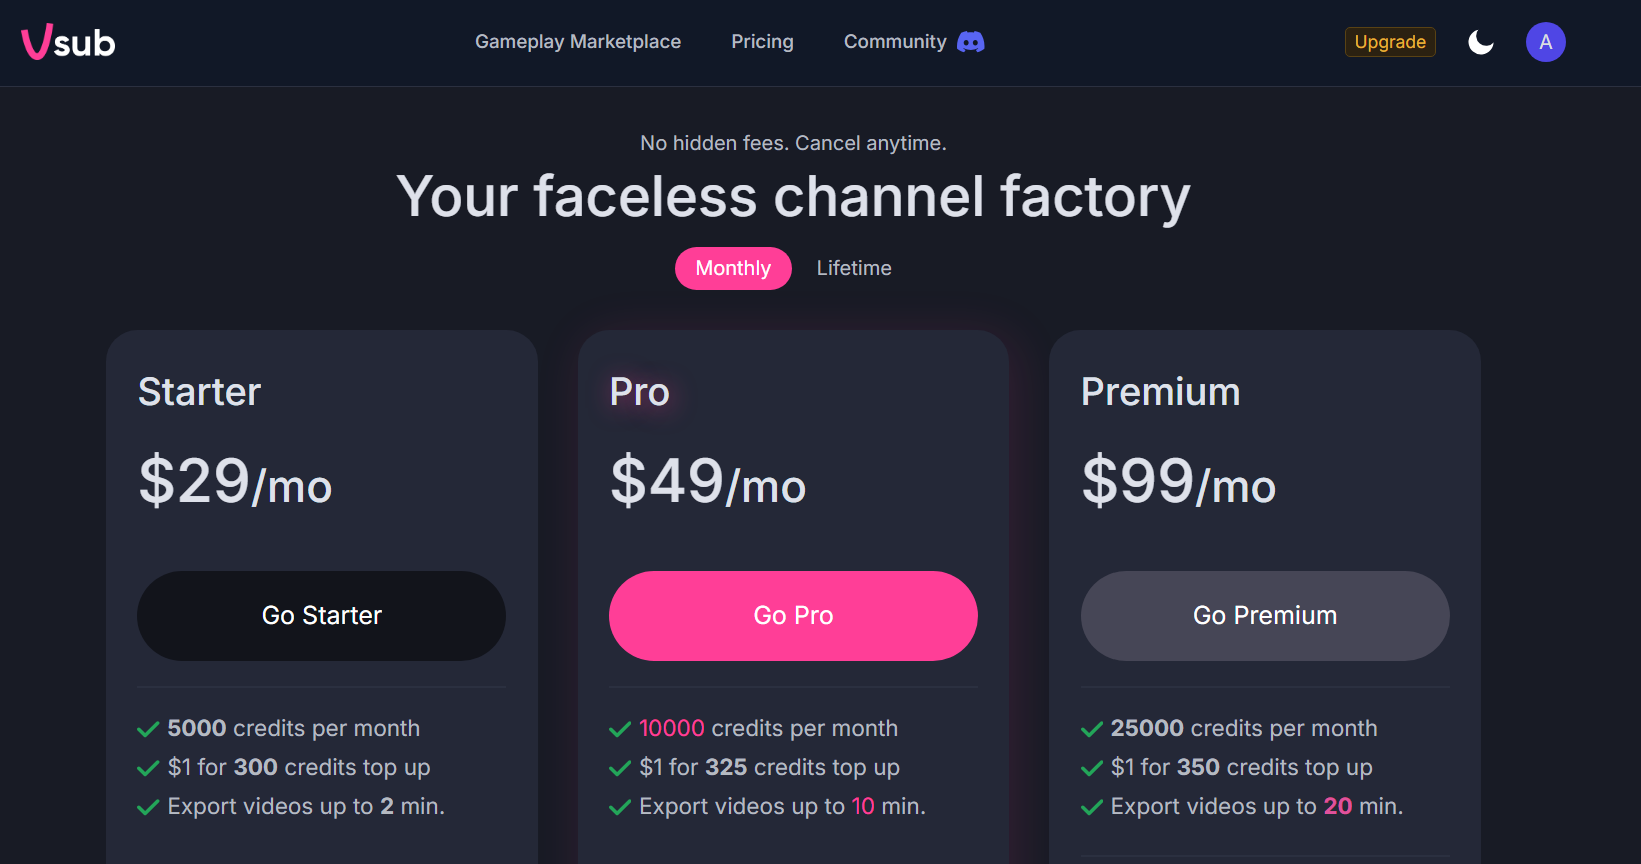 Vsub
Gameplay Marketplace
Pricing
Community
Upgrade
A
No hidden fees. Cancel anytime.
Your faceless channel factory
Monthly
Lifetime
Starter
$29/mo
Go Starter
5000 credits per month
$1 for 300 credits top up
Export videos up to 2 min.
Pro
$49/mo
Go Pro
10000 credits per month
$1 for 325 credits top up
Export videos up to 10 min.
Premium
$99/mo
Go Premium
25000 credits per month
$1 for 350 credits top up
Export videos up to 20 min.